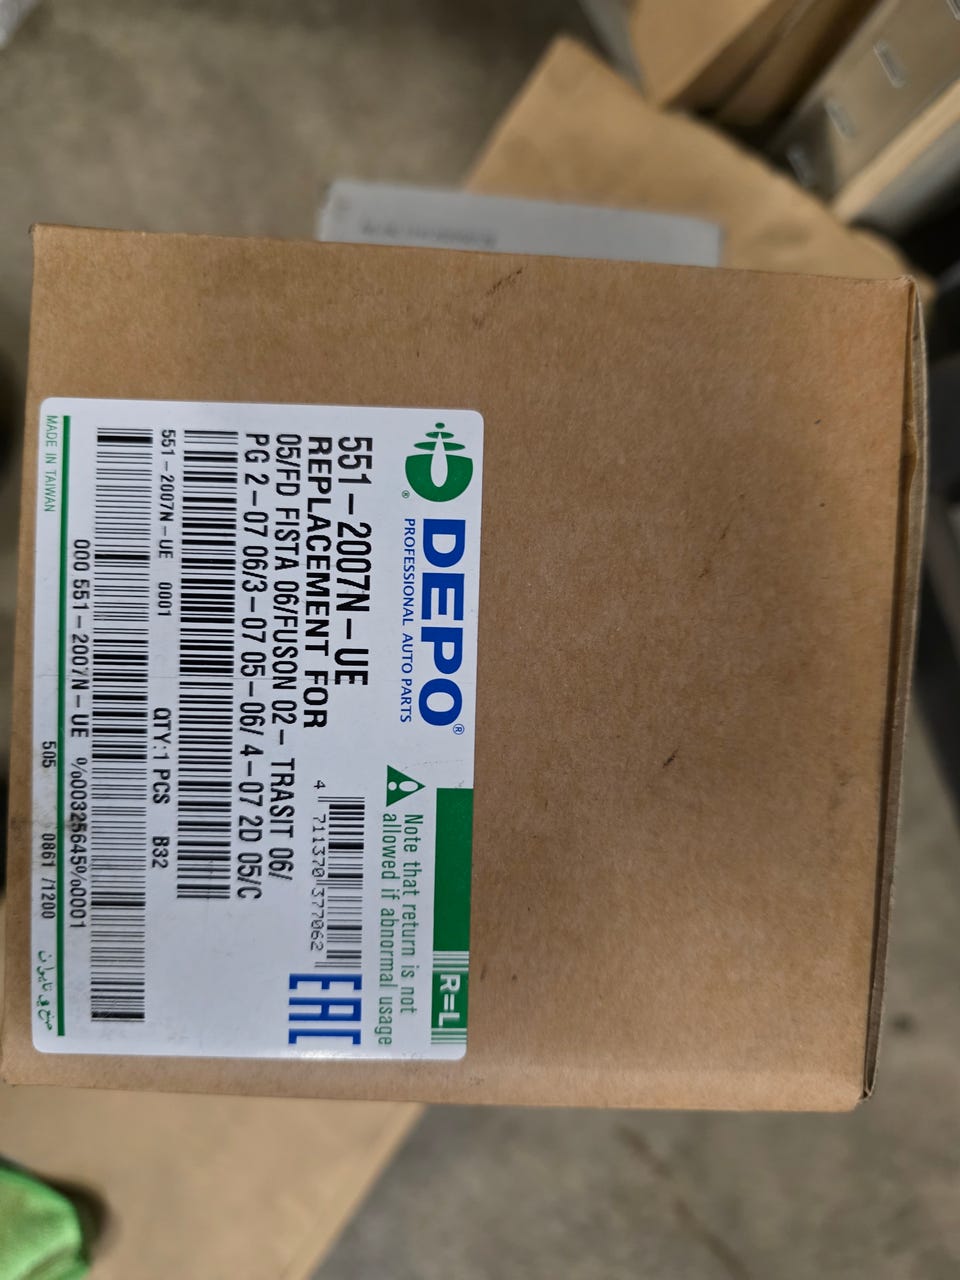 DEPO®
PROFESSIONAL AUTO PARTS
R=L
Note that return is not
allowed if abnormal usage
551-2007N-UE
REPLACEMENT FOR
4 711370 377062
EAC
05/FD FISTA 06/FUSON 02- TRASIT 06/
PG 2-07 06/3-07 05-06/ 4-07 2D 05/C
551-2007N-UE 0001
QTY:1 PCS B32
000 551-2007N-UE %00325645%0001
MADE IN TAIWAN
505
0861 /1200